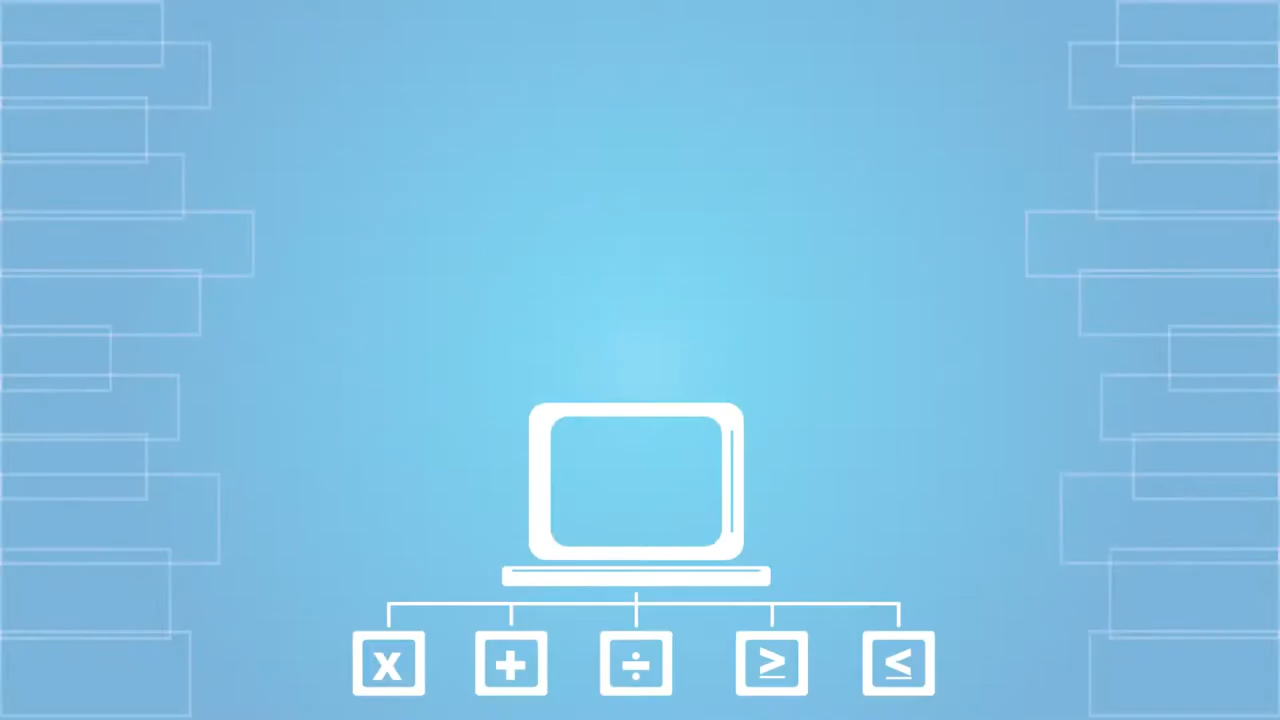 x + ÷ ≥ ≤